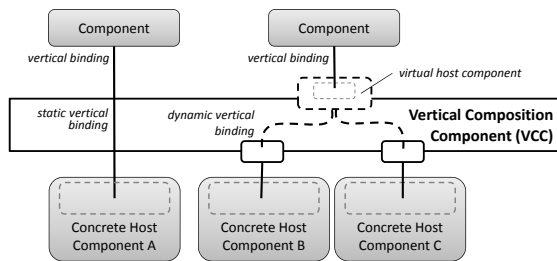 Component
Component
vertical binding
vertical binding
virtual host component
static vertical
binding
dynamic vertical
binding
Vertical Composition
Component (VCC)
Concrete Host
Component A
Concrete Host
Component B
Concrete Host
Component C